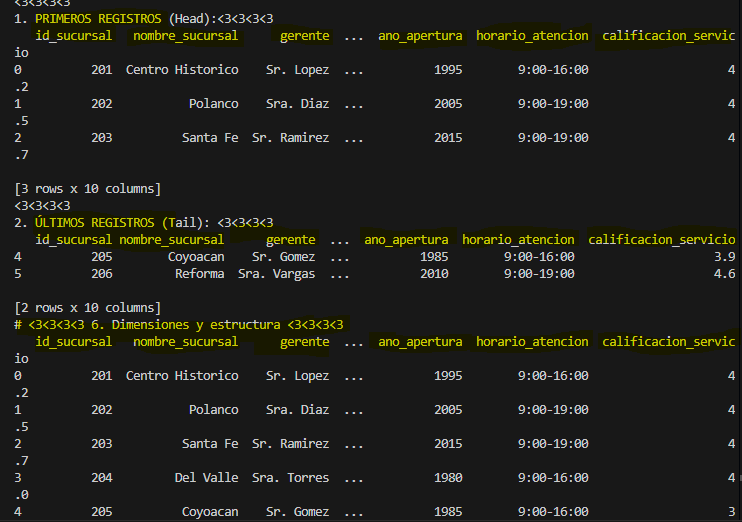 <3<3<3<3
1. PRIMEROS REGISTROS (Head):<3<3<3<3
id_sucursal nombre_sucursal gerente ... ano_apertura horario_atencion calificacion_servic
io
0 201 Centro Historico Sr. Lopez ... 1995 9:00-16:00 4
.2
1 202 Polanco Sra. Diaz ... 2005 9:00-19:00 4
.5
2 203 Santa Fe Sr. Ramirez ... 2015 9:00-19:00 4
.7
[3 rows x 10 columns]
<3<3<3<3
2. ÚLTIMOS REGISTROS (Tail): <3<3<3<3
id_sucursal nombre_sucursal gerente ... ano_apertura horario_atencion calificacion_servicio
4 205 Coyoacan Sr. Gomez ... 1985 9:00-16:00 3.9
5 206 Reforma Sra. Vargas ... 2010 9:00-19:00 4.6
[2 rows x 10 columns]
# <3<3<3<3 6. Dimensiones y estructura <3<3<3<3
id_sucursal nombre_sucursal gerente ... ano_apertura horario_atencion calificacion_servic
io
0 201 Centro Historico Sr. Lopez ... 1995 9:00-16:00 4
.2
1 202 Polanco Sra. Diaz ... 2005 9:00-19:00 4
.5
2 203 Santa Fe Sr. Ramirez ... 2015 9:00-19:00 4
.7
3 204 Del Valle Sra. Torres ... 1980 9:00-16:00 4
.0
4 205 Coyoacan Sr. Gomez ... 1985 9:00-16:00 3